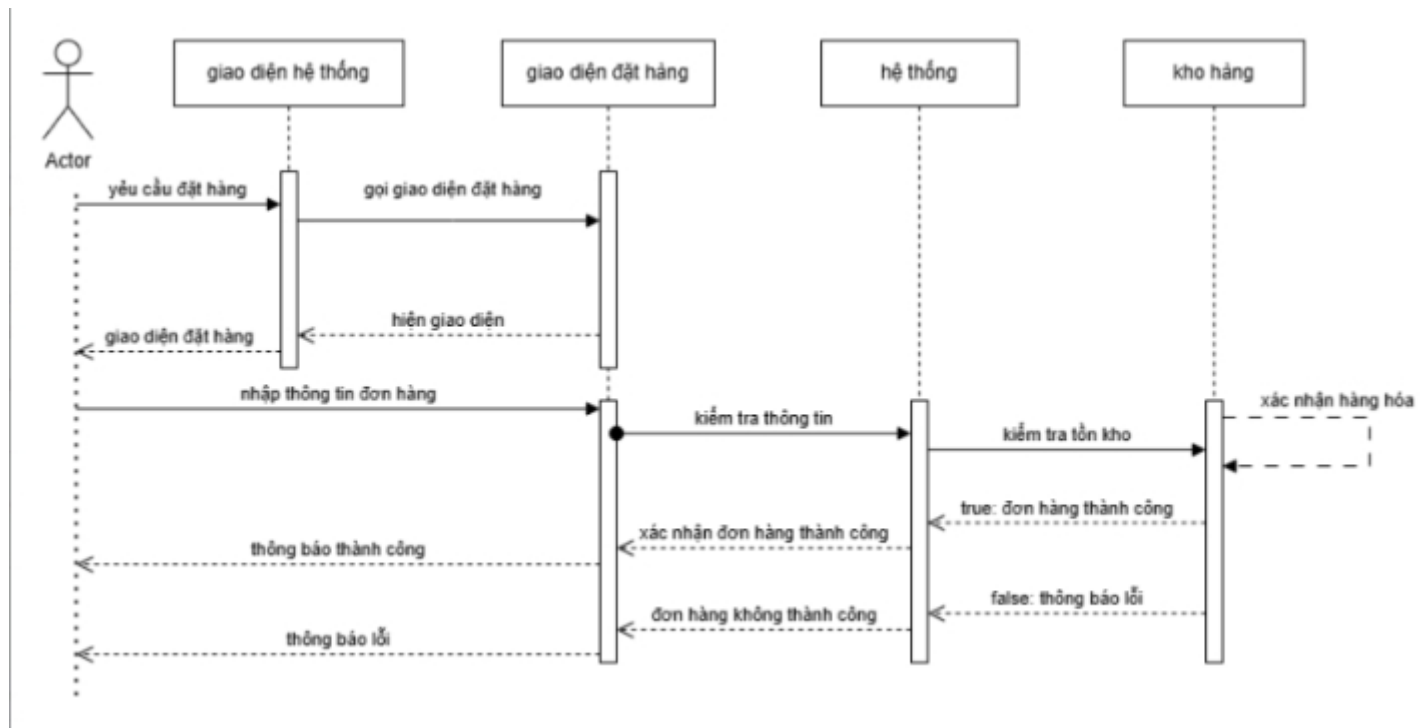 giao diện hệ thống
giao diện đặt hàng
hệ thống
kho hàng
Actor
yêu cầu đặt hàng
gọi giao diện đặt hàng
hiện giao diện
giao diện đặt hàng
nhập thông tin đơn hàng
xác nhận hàng hóa
kiểm tra thông tin
kiểm tra tồn kho
true: đơn hàng thành công
xác nhận đơn hàng thành công
thông báo thành công
false: thông báo lỗi
đơn hàng không thành công
thông báo lỗi